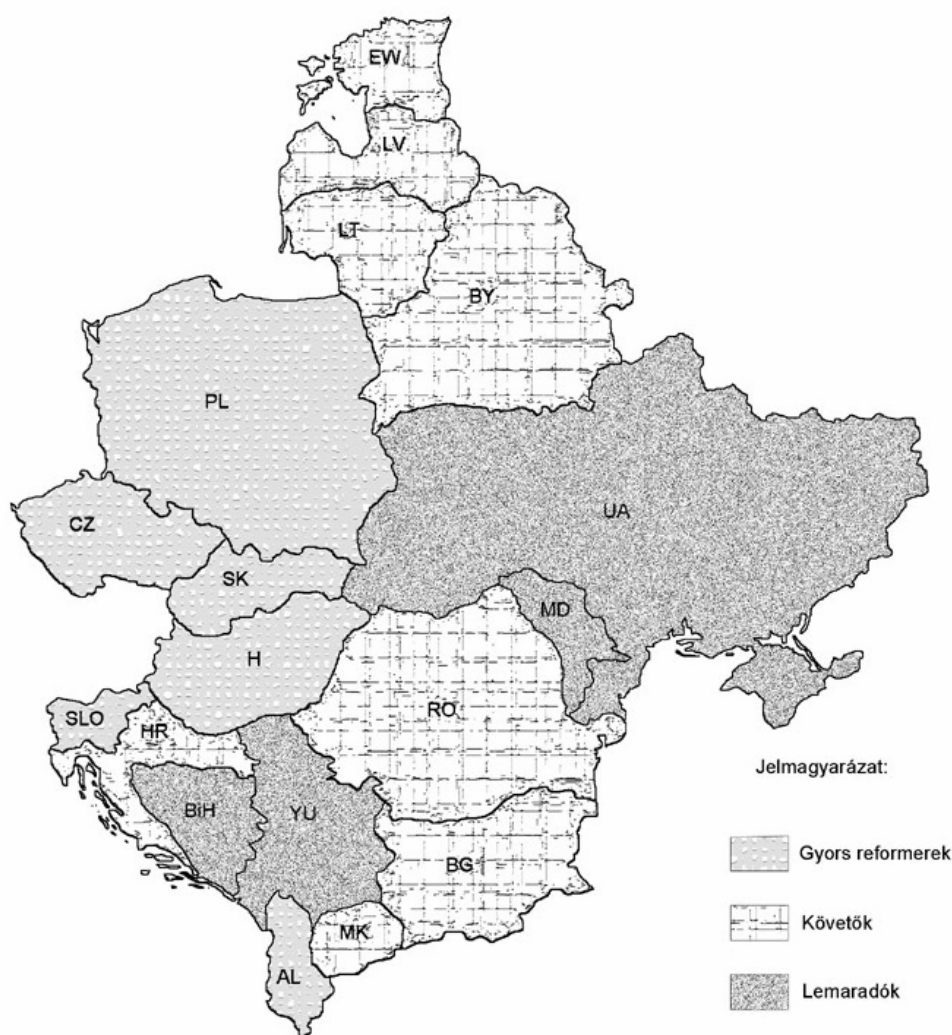 EW
LV
LT
BY
PL
UA
CZ
SK
MD
H
RO
SLO
HR
BiH
YU
BG
MK
AL
Jelmagyarázat:
Gyors reformerek
Követők
Lemaradók